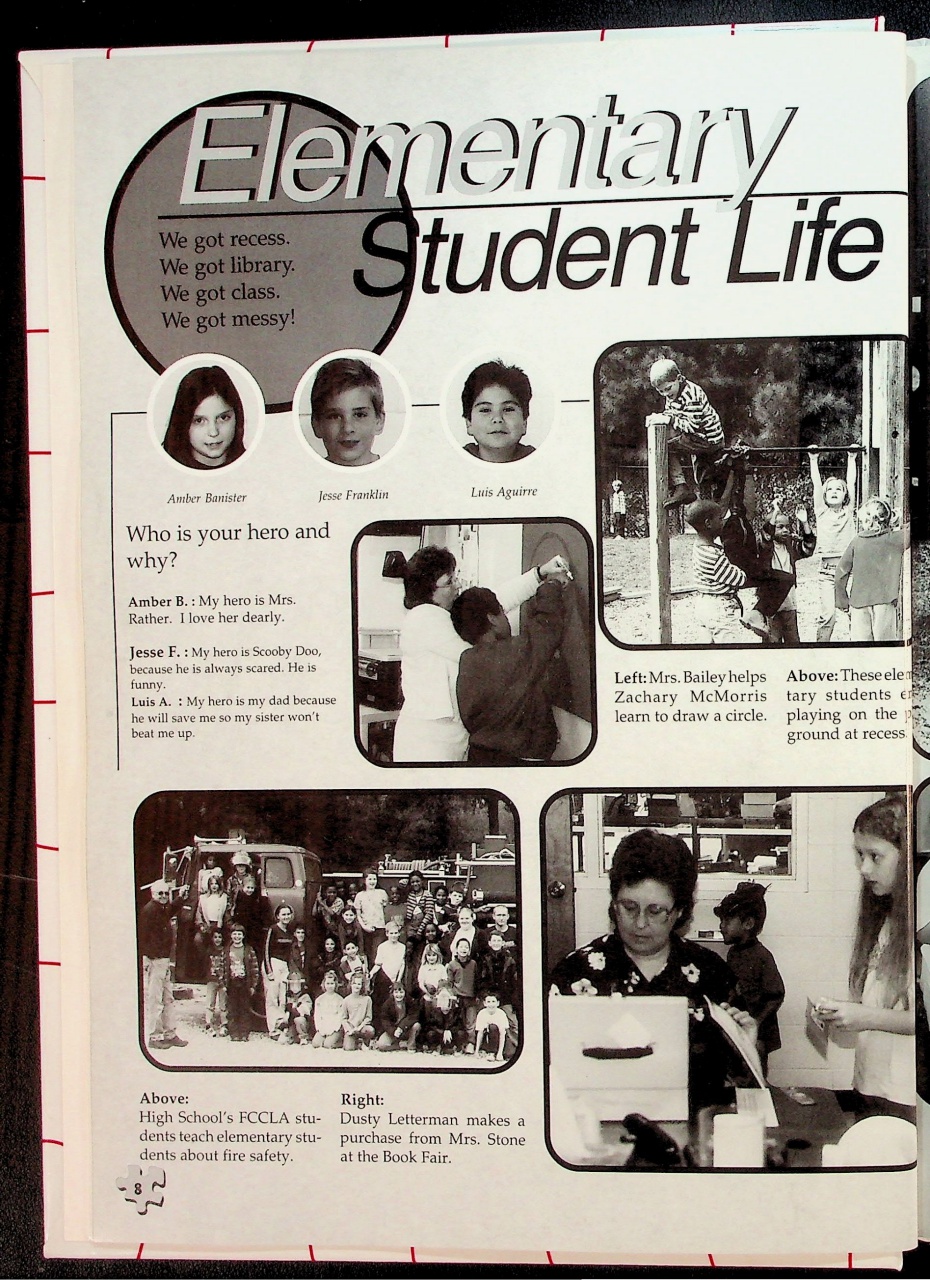 Elementary
Student Life
We got recess.
We got library.
We got class.
We got messy!
Amber Banister
Jesse Franklin
Luis Aguirre
Who is your hero and
why?
Amber B. : My hero is Mrs.
Rather. I love her dearly.
Jesse F. : My hero is Scooby Doo,
because he is always scared. He is
funny.
Luis A. : My hero is my dad because
he will save me so my sister won't
beat me up.
Left: Mrs. Bailey helps
Zachary McMorris
learn to draw a circle.
Above: These elem
tary students
playing on the
ground at recess.
Above:
High School's FCCLA stu-
dents teach elementary stu-
dents about fire safety.
Right:
Dusty Letterman makes a
purchase from Mrs. Stone
at the Book Fair.
8